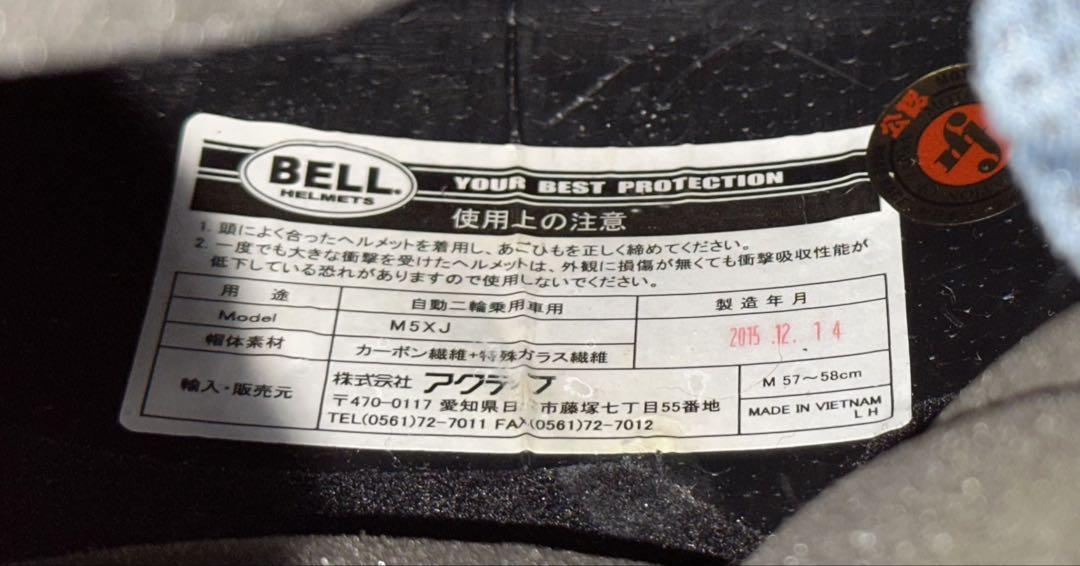 BELL.
HELMETS
YOUR BEST PROTECTION
公認
使用上の注意
1. 頭によく合ったヘルメットを着用し、あごひもを正しく締めてください。
2. 一度でも大きな衝撃を受けたヘルメットは、外観に損傷が無くても衝撃吸収性能が
低下している恐れがありますので使用しないでください。
用途 自動二輪乗用車用 製造年月
Model M5XJ 2015.12.14
帽体素材 カーボン繊維+特殊ガラス繊維
輸入・販売元 株式会社 アクティブ M 57〜58cm
〒470-0117 愛知県日 市藤塚七丁目55番地 MADE IN VIETNAM
TEL(0561)72-7011 FAX(0561)72-7012 LH